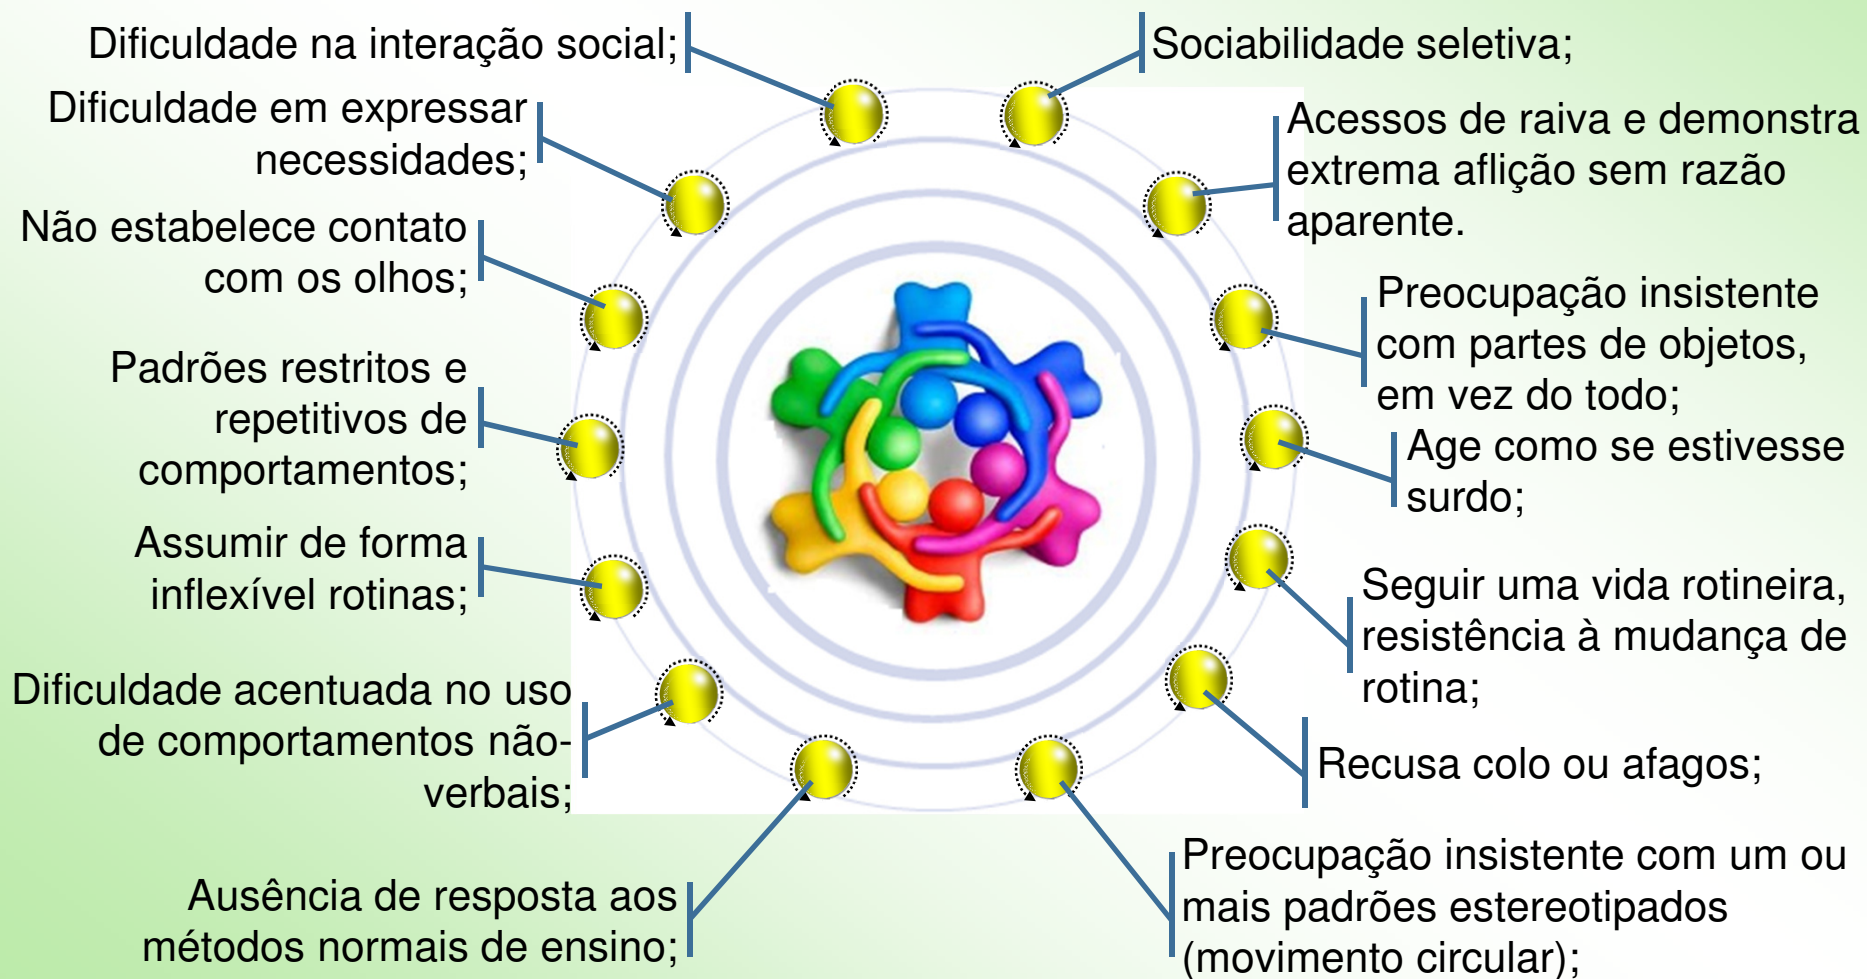 Dificuldade na interação social;
Dificuldade em expressar
necessidades;
Não estabelece contato
com os olhos;
Padrões restritos e
repetitivos de
comportamentos;
Assumir de forma
inflexível rotinas;
Dificuldade acentuada no uso
de comportamentos não-
verbais;
Ausência de resposta aos
métodos normais de ensino;
Sociabilidade seletiva;
Acessos de raiva e demonstra
extrema aflição sem razão
aparente.
Preocupação insistente
com partes de objetos,
em vez do todo;
Age como se estivesse
surdo;
Seguir uma vida rotineira,
resistência à mudança de
rotina;
Recusa colo ou afagos;
Preocupação insistente com um ou
mais padrões estereotipados
(movimento circular);